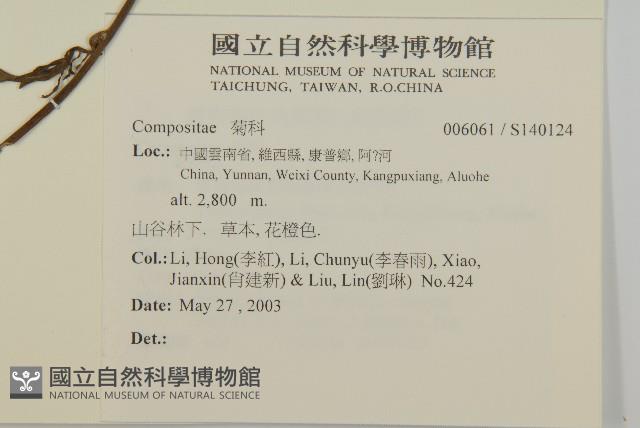 國立自然科學博物館
NATIONAL MUSEUM OF NATURAL SCIENCE
TAICHUNG, TAIWAN, R.O.CHINA
Compositae 菊科 006061 / S140124
Loc.: 中國雲南省, 維西縣, 康普鄉, 阿?河
China, Yunnan, Weixi County, Kangpuxiang, Aluohe
alt. 2,800 m.
山谷林下. 草本, 花橙色.
Col.: Li, Hong(李紅), Li, Chunyu(李春雨), Xiao,
Jianxin(肖建新) & Liu, Lin(劉琳) No.424
Date: May 27 , 2003
Det.:
國立自然科學博物館
NATIONAL MUSEUM OF NATURAL SCIENCE